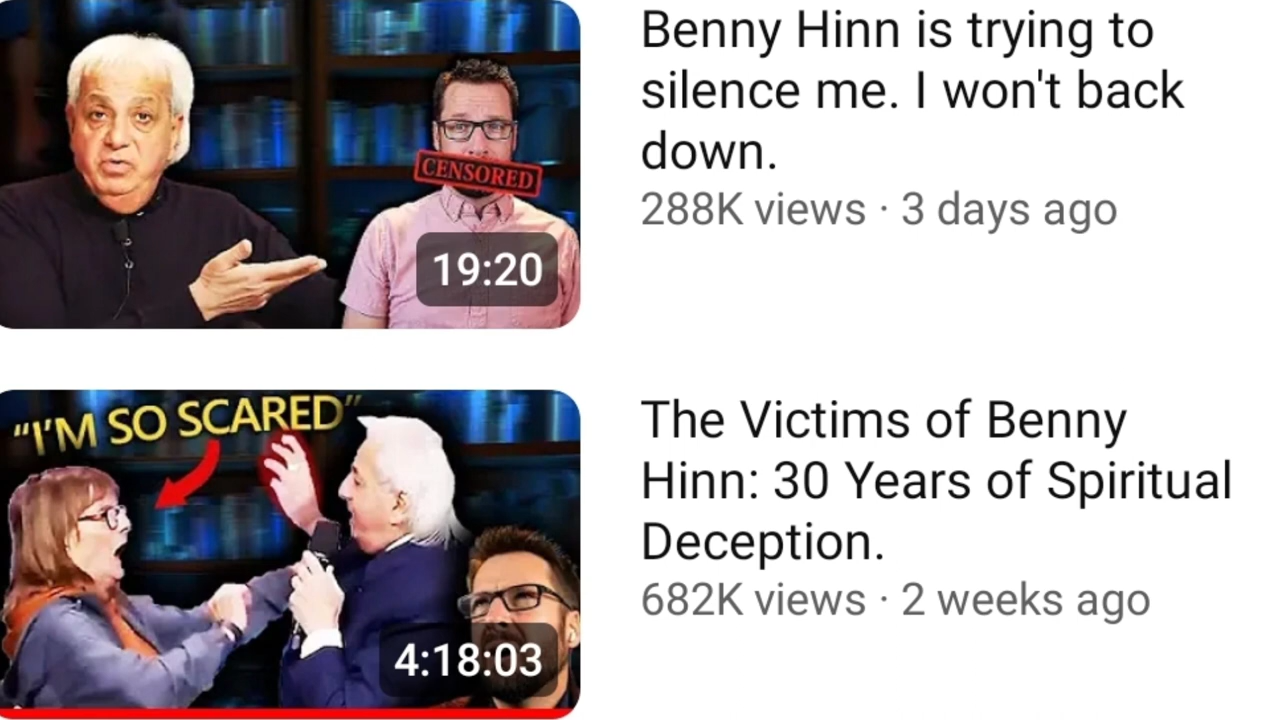 CENSORED
19:20
Benny Hinn is trying to
silence me. I won't back
down.
288K views · 3 days ago
“I'M SO SCARED”
4:18:03
The Victims of Benny
Hinn: 30 Years of Spiritual
Deception.
682K views · 2 weeks ago